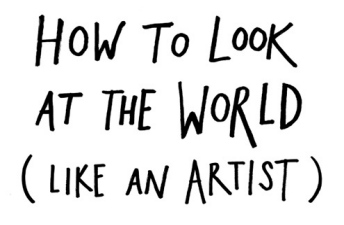 HOW TO LOOK
AT THE WORLD
(LIKE AN ARTIST)